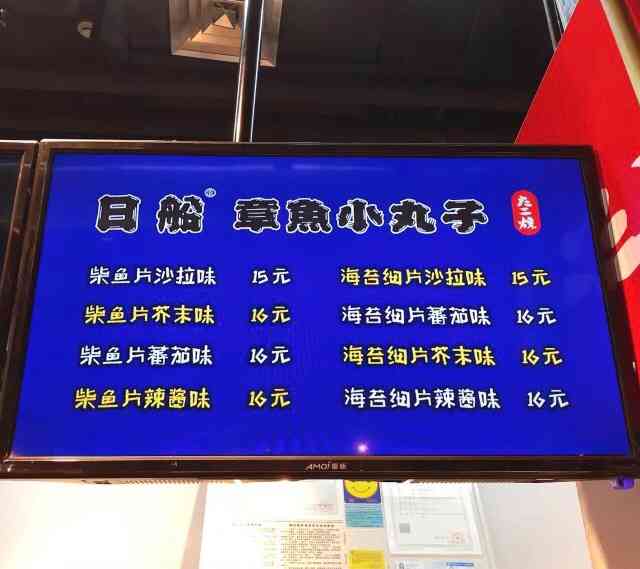 日船® 章魚小丸子 たこ燒
柴鱼片沙拉味 15元 海苔细片沙拉味 15元
柴鱼片芥末味 16元 海苔细片蕃茄味 16元
柴鱼片蕃茄味 16元 海苔细片芥末味 16元
柴鱼片辣酱味 16元 海苔细片辣酱味 16元
AMOI 夏新